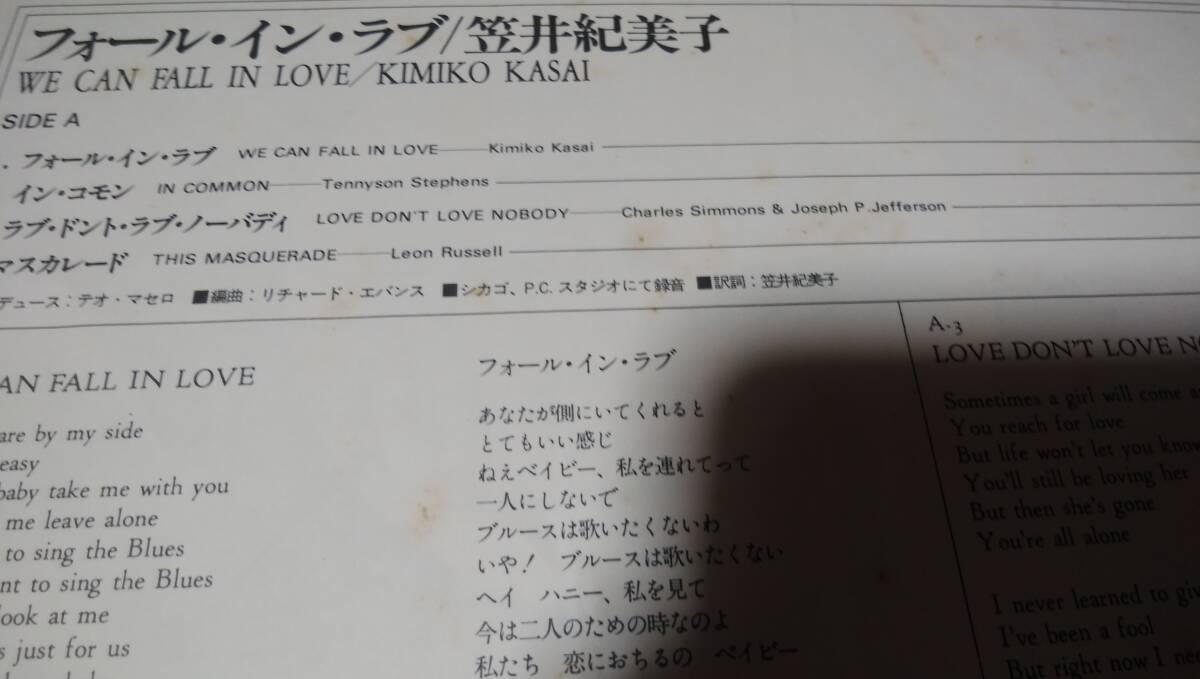 フォール・イン・ラブ/笠井紀美子
WE CAN FALL IN LOVE/KIMIKO KASAI
SIDE A
. フォール・イン・ラブ WE CAN FALL IN LOVE Kimiko Kasai
イン・コモン IN COMMON Tennyson Stephens
ラブ・ドント・ラブ・ノーバディ LOVE DON'T LOVE NOBODY Charles Simmons & Joseph P. Jefferson
マスカレード THIS MASQUERADE Leon Russell
デュース：テオ・マセロ ■編曲：リチャード・エバンス ■シカゴ、P.C. スタジオにて録音 ■訳詞：笠井紀美子
AN FALL IN LOVE
are by my side
easy
baby take me with you
me leave alone
to sing the Blues
nt to sing the Blues
look at me
s just for us
フォール・イン・ラブ
あなたが側にいてくれると
とてもいい感じ
ねえベイビー、私を連れてって
一人にしないで
ブルースは歌いたくないわ
いや！ ブルースは歌いたくない
ヘイ ハニー、私を見て
今は二人のための時なのよ
私たち 恋におちるの ベイビー
A-3
LOVE DON'T LOVE NO
Sometimes a girl will come a
You reach for love
But life won't let you know
You'll still be loving her
But then she's gone
You're all alone
I never learned to giv
I've been a fool
But right now I nee